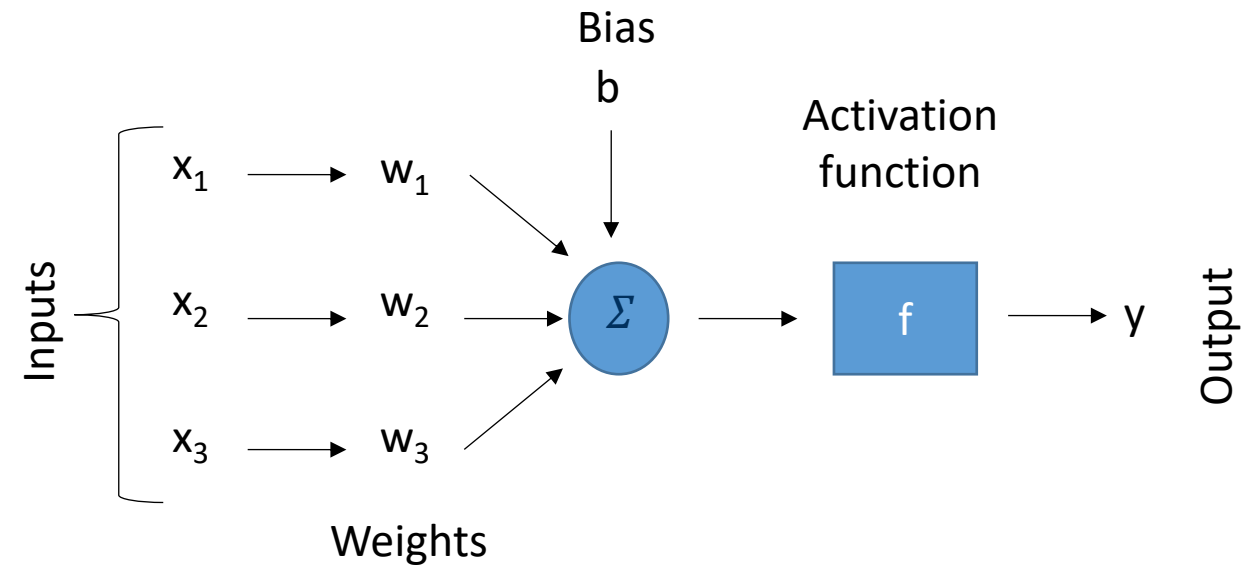 Bias
b
Activation
function
Inputs
x₁
w₁
x₂
w₂
Σ
f
y
Output
x₃
w₃
Weights